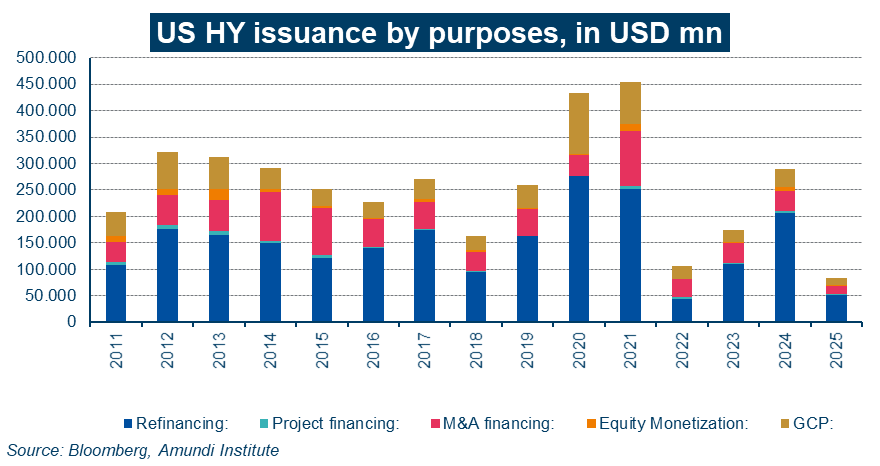 US HY issuance by purposes, in USD mn
500.000
450.000
400.000
350.000
300.000
250.000
200.000
150.000
100.000
50.000
0
2011 2012 2013 2014 2015 2016 2017 2018 2019 2020 2021 2022 2023 2024 2025
Refinancing: Project financing: M&A financing: Equity Monetization: GCP:
Source: Bloomberg, Amundi Institute